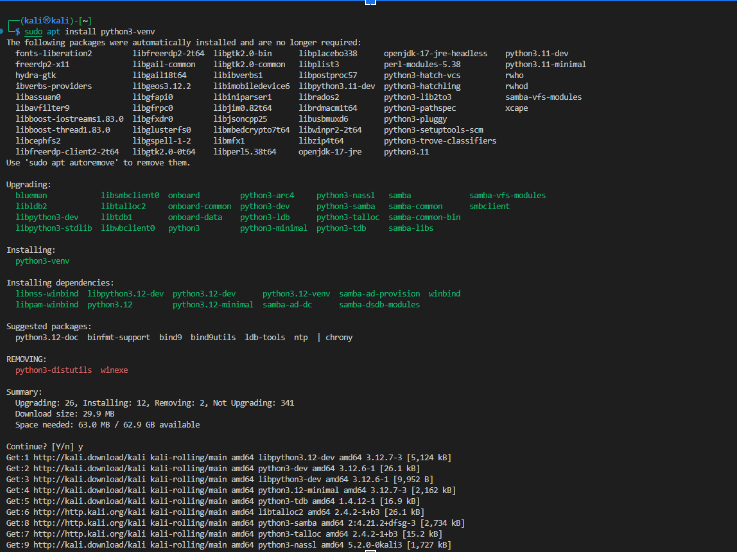 ┌──(kali㉿kali)-[~]
└─$ sudo apt install python3-venv
The following packages were automatically installed and are no longer required:
fonts-liberation2 libfreerdp2-2t64 libgtk2.0-bin libplacebo338 openjdk-17-jre-headless python3.11-dev
freerdp2-x11 libgail-common libgtk2.0-common libplist3 perl-modules-5.38 python3.11-minimal
hydra-gtk libgail18t64 libibverbs1 libpostproc57 python3-hatch-vcs rwho
ibverbs-providers libgeos3.12.2 libimobiledevice6 libpython3.11-dev python3-hatchling rwhod
libassuan0 libgfapi0 libiniparser1 librados2 python3-lib2to3 samba-vfs-modules
libavfilter9 libgfrpc0 libjim0.82t64 librdmacm1t64 python3-pathspec xcape
libboost-iostreams1.83.0 libgfxdr0 libjsoncpp25 libusbmuxd6 python3-pluggy
libboost-thread1.83.0 libglusterfs0 libmbedcrypto7t64 libwinpr2-2t64 python3-setuptools-scm
libcephfs2 libgspell-1-2 libmfx1 libzip4t64 python3-trove-classifiers
libfreerdp-client2-2t64 libgtk2.0-0t64 libperl5.38t64 openjdk-17-jre python3.11
Use 'sudo apt autoremove' to remove them.
Upgrading:
blueman libsmbclient0 onboard python3-arc4 python3-nassl samba samba-vfs-modules
libldb2 libtalloc2 onboard-common python3-dev python3-samba samba-common smbclient
libpython3-dev libtdb1 onboard-data python3-ldb python3-talloc samba-common-bin
libpython3-stdlib libwbclient0 python3 python3-minimal python3-tdb samba-libs
Installing:
python3-venv
Installing dependencies:
libnss-winbind libpython3.12-dev python3.12-dev python3.12-venv samba-ad-provision winbind
libpam-winbind python3.12 python3.12-minimal samba-ad-dc samba-dsdb-modules
Suggested packages:
python3.12-doc binfmt-support bind9 bind9utils ldb-tools ntp | chrony
REMOVING:
python3-distutils winexe
Summary:
Upgrading: 26, Installing: 12, Removing: 2, Not Upgrading: 341
Download size: 29.9 MB
Space needed: 63.0 MB / 62.9 GB available
Continue? [Y/n] y
Get:1 http://kali.download/kali kali-rolling/main amd64 libpython3.12-dev amd64 3.12.7-3 [5,124 kB]
Get:2 http://kali.download/kali kali-rolling/main amd64 python3-dev amd64 3.12.6-1 [26.1 kB]
Get:3 http://kali.download/kali kali-rolling/main amd64 libpython3-dev amd64 3.12.6-1 [9,952 B]
Get:4 http://kali.download/kali kali-rolling/main amd64 python3.12-minimal amd64 3.12.7-3 [2,162 kB]
Get:5 http://kali.download/kali kali-rolling/main amd64 python3-tdb amd64 1.4.12-1 [16.9 kB]
Get:6 http://http.kali.org/kali kali-rolling/main amd64 libtalloc2 amd64 2.4.2-1+b3 [26.1 kB]
Get:8 http://http.kali.org/kali kali-rolling/main amd64 python3-samba amd64 2:4.21.2+dfsg-3 [2,734 kB]
Get:7 http://http.kali.org/kali kali-rolling/main amd64 python3-talloc amd64 2.4.2-1+b3 [15.2 kB]
Get:9 http://http.kali.org/kali kali-rolling/main amd64 python3-nassl amd64 5.2.0-0kali3 [1,727 kB]